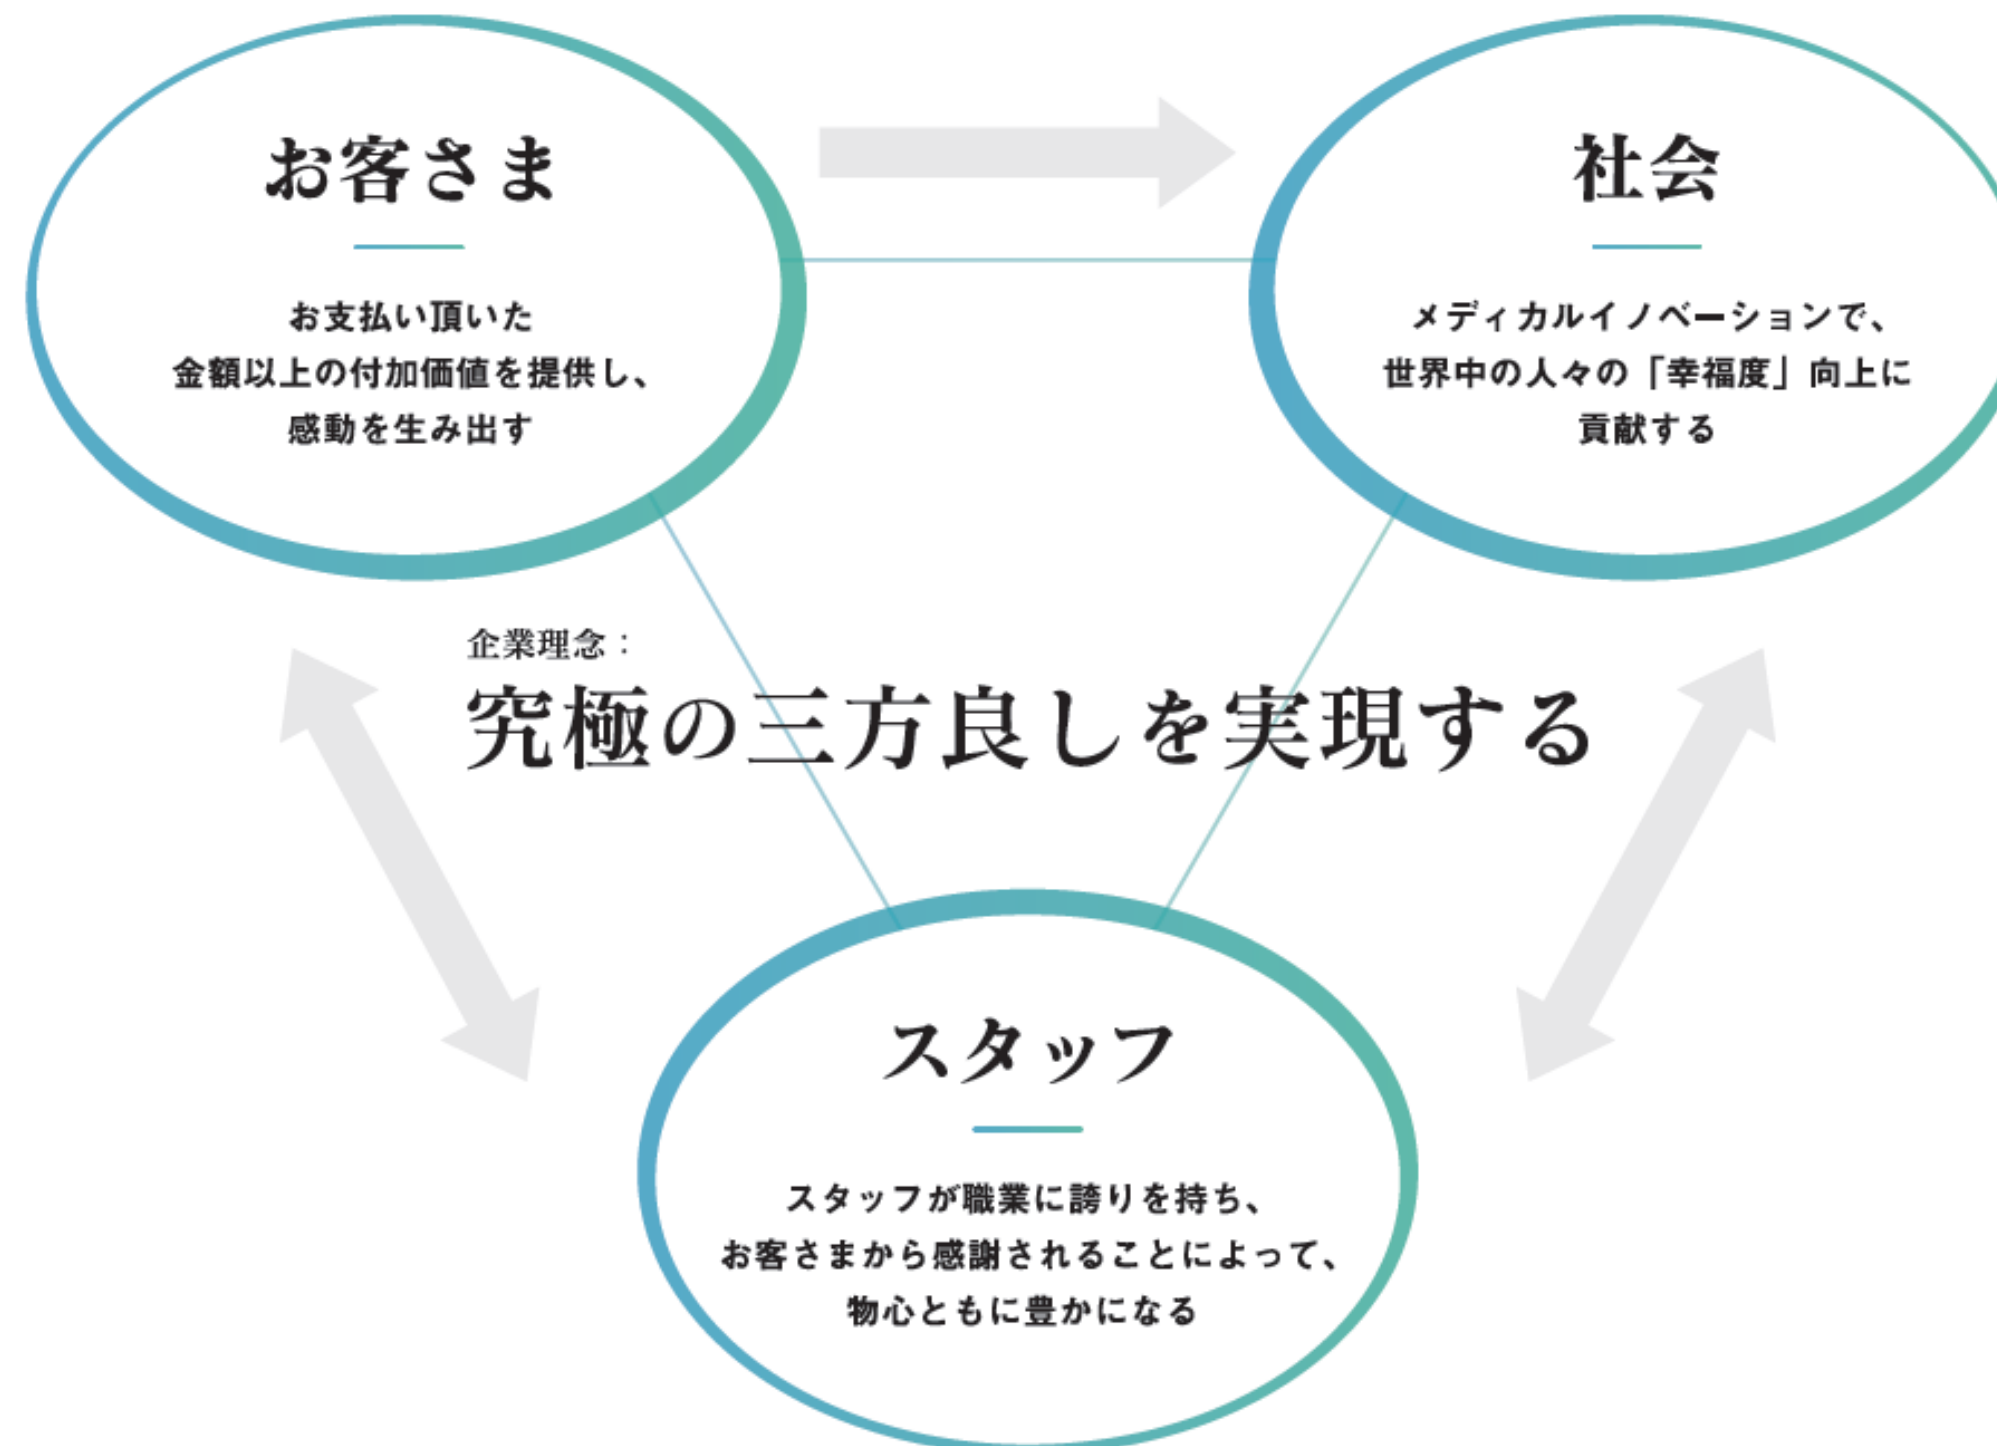 お客さま
お支払い頂いた
金額以上の付加価値を提供し、
感動を生み出す
社会
メディカルイノベーションで、
世界中の人々の「幸福度」向上に
貢献する
企業理念：
究極の三方良しを実現する
スタッフ
スタッフが職業に誇りを持ち、
お客さまから感謝されることによって、
物心ともに豊かになる